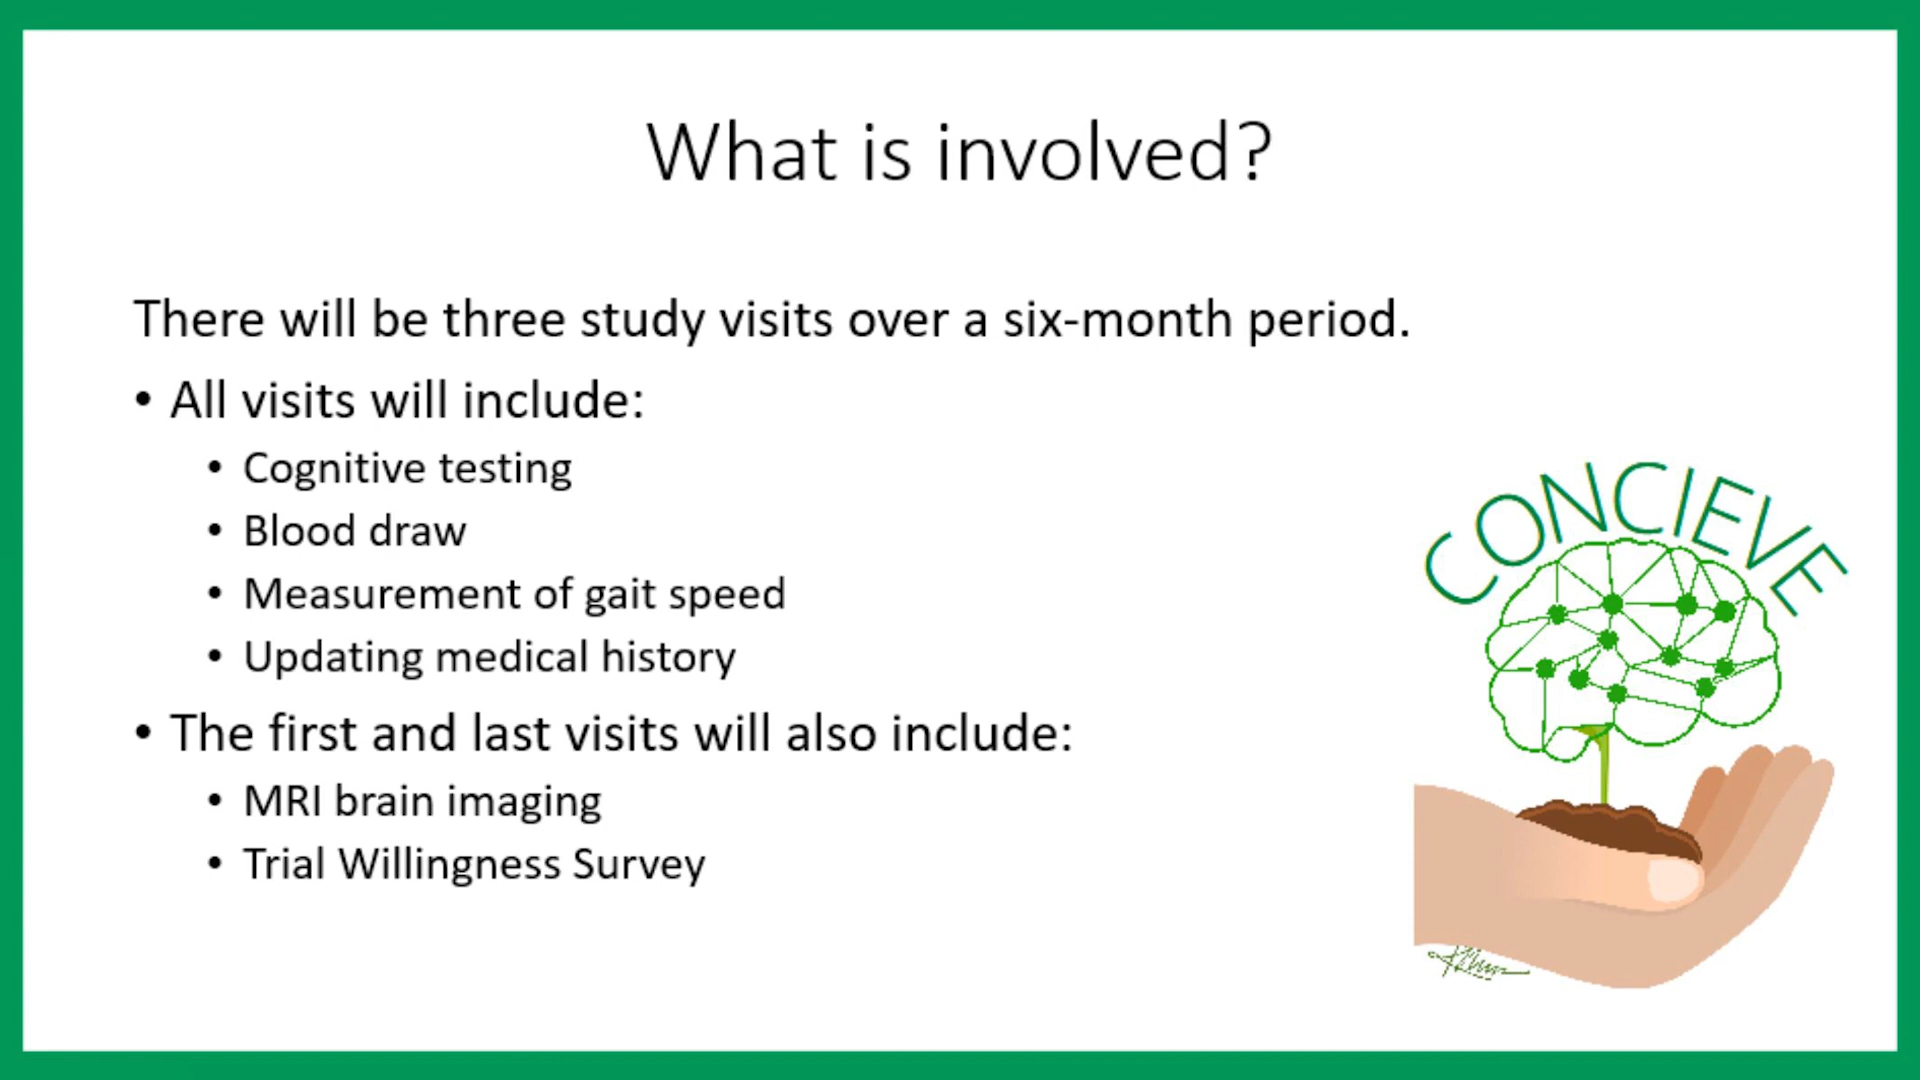 What is involved?
There will be three study visits over a six-month period.
• All visits will include:
• Cognitive testing
• Blood draw
• Measurement of gait speed
• Updating medical history
• The first and last visits will also include:
• MRI brain imaging
• Trial Willingness Survey
CONCIEVE